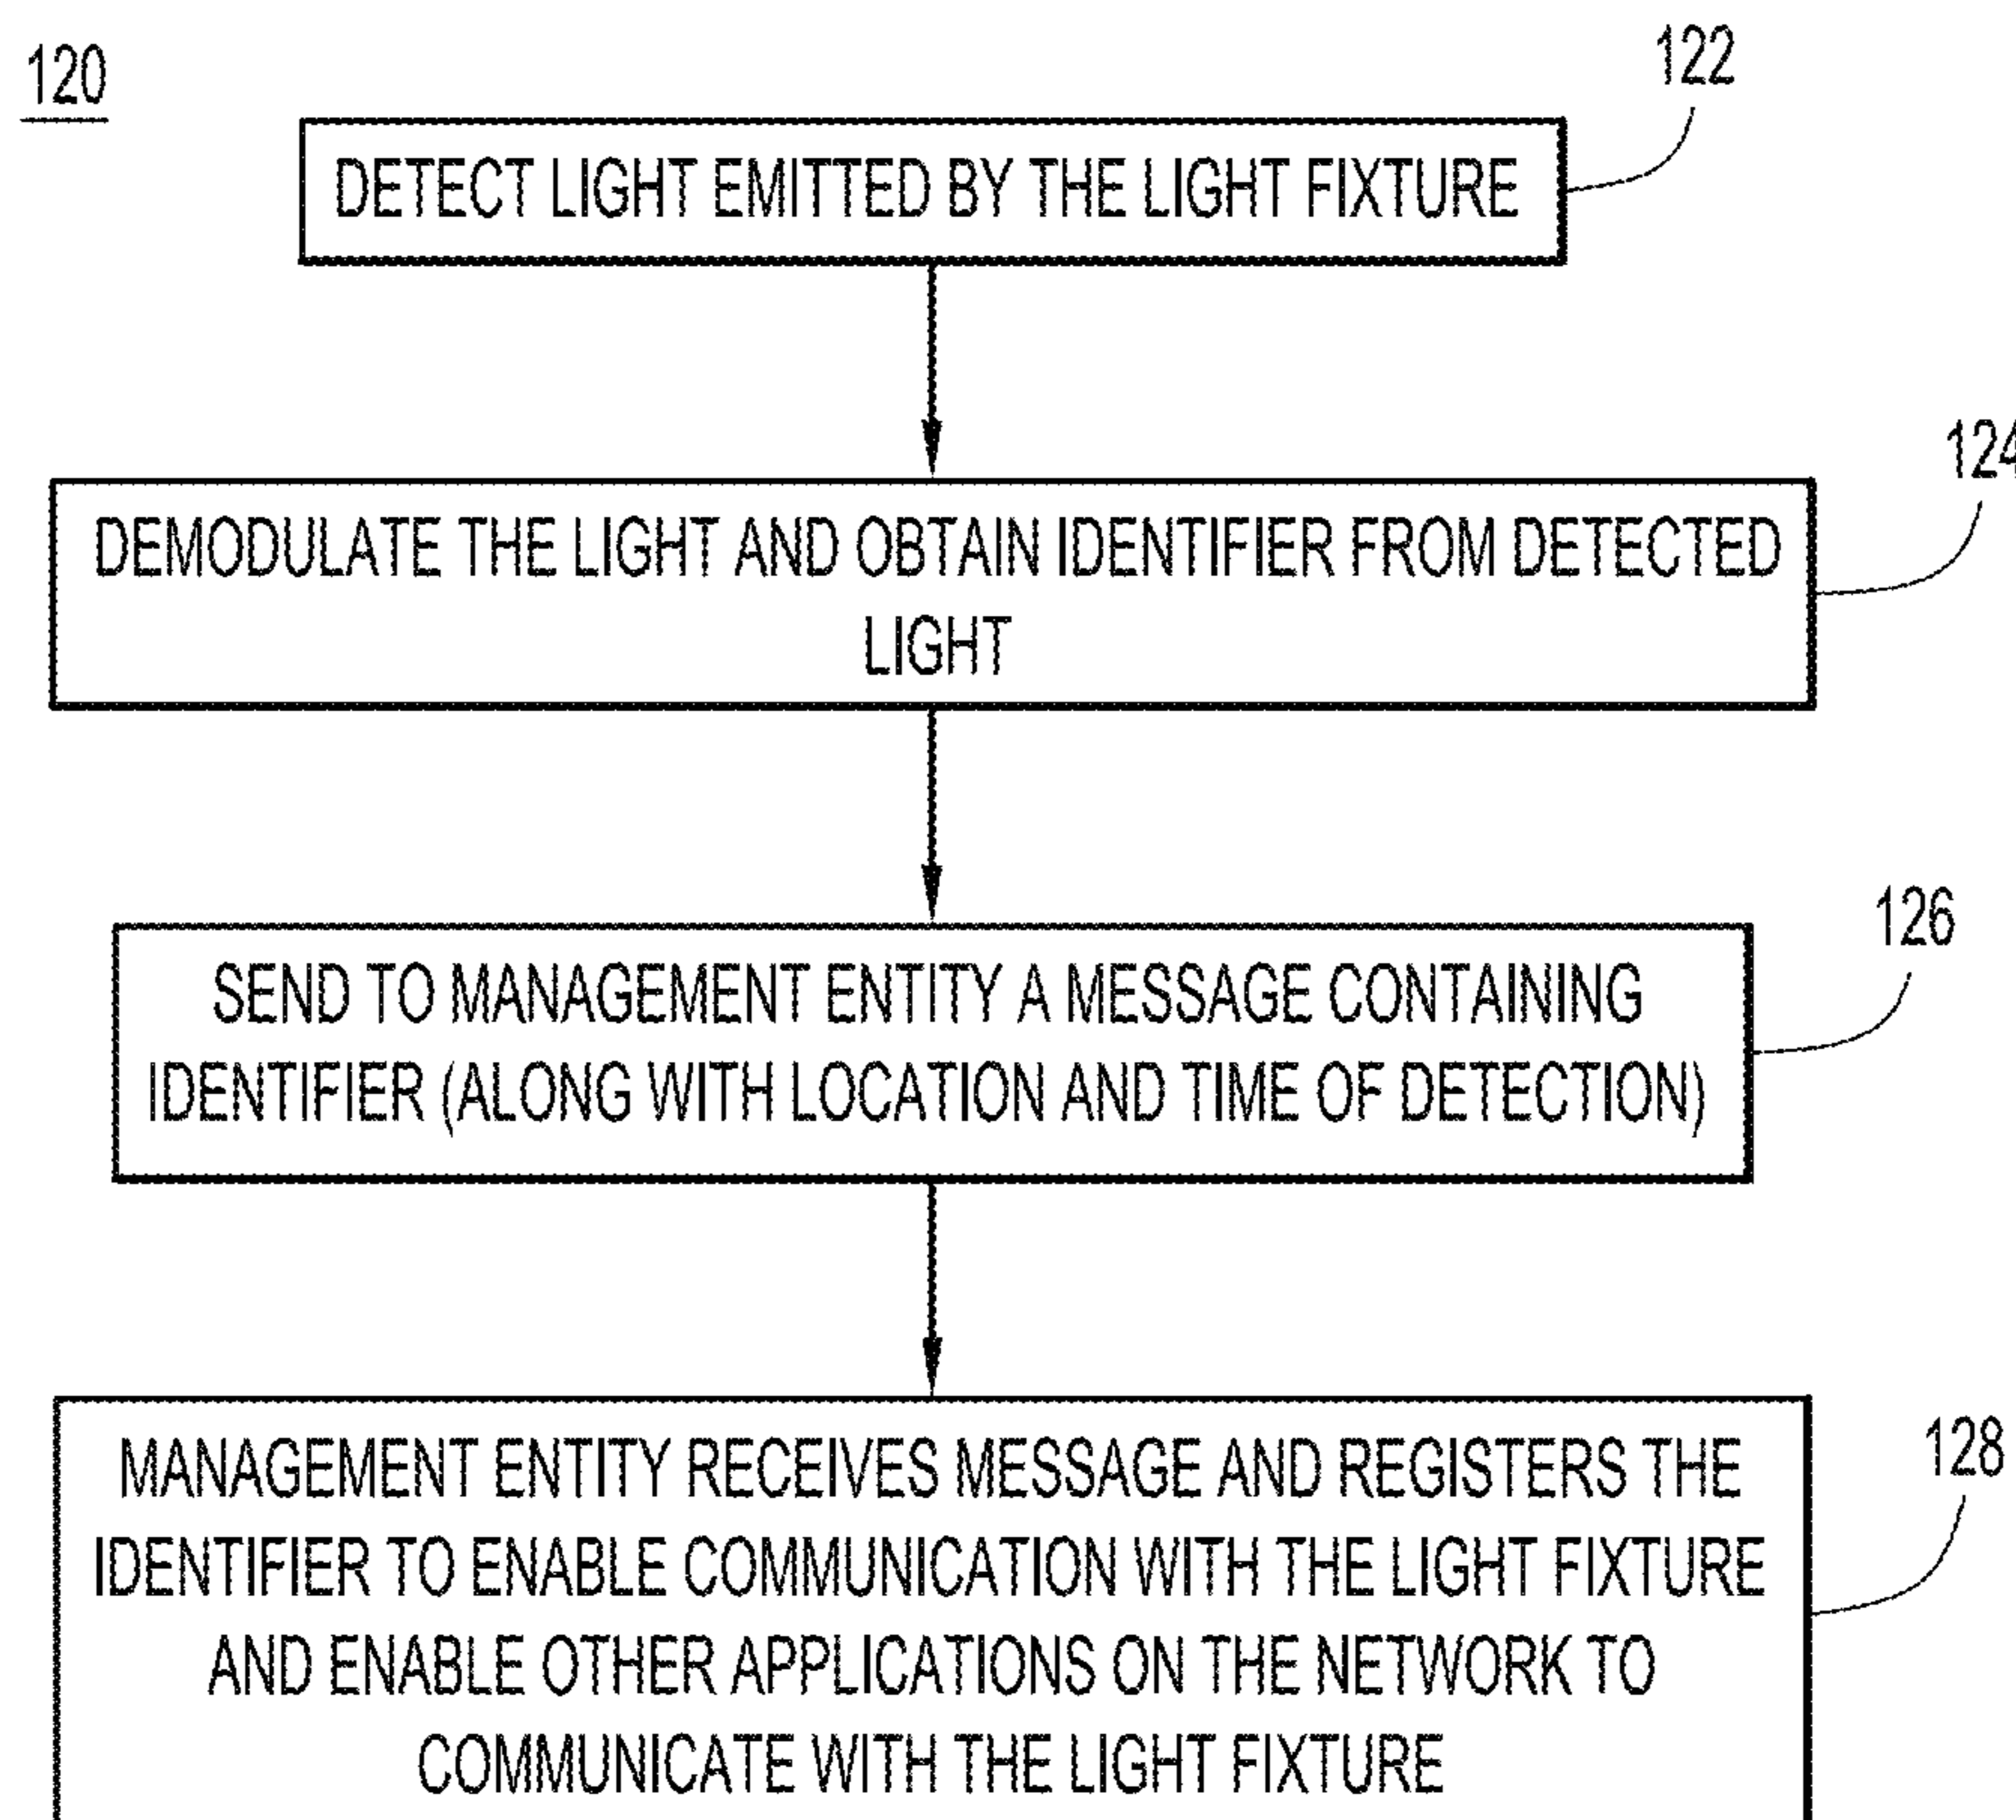 120
122
DETECT LIGHT EMITTED BY THE LIGHT FIXTURE
124
DEMODULATE THE LIGHT AND OBTAIN IDENTIFIER FROM DETECTED
LIGHT
126
SEND TO MANAGEMENT ENTITY A MESSAGE CONTAINING
IDENTIFIER (ALONG WITH LOCATION AND TIME OF DETECTION)
128
MANAGEMENT ENTITY RECEIVES MESSAGE AND REGISTERS THE
IDENTIFIER TO ENABLE COMMUNICATION WITH THE LIGHT FIXTURE
AND ENABLE OTHER APPLICATIONS ON THE NETWORK TO
COMMUNICATE WITH THE LIGHT FIXTURE